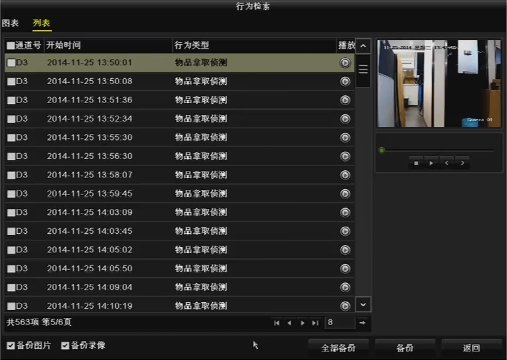 行为检索
图表 列表
通道号 开始时间 行为类型 播放
D3 2014-11-25 13:50:01 物品拿取侦测
D3 2014-11-25 13:50:08 物品拿取侦测
D3 2014-11-25 13:51:36 物品拿取侦测
D3 2014-11-25 13:52:34 物品拿取侦测
D3 2014-11-25 13:55:30 物品拿取侦测
D3 2014-11-25 13:56:30 物品拿取侦测
D3 2014-11-25 13:58:07 物品拿取侦测
D3 2014-11-25 13:59:45 物品拿取侦测
D3 2014-11-25 14:03:09 物品拿取侦测
D3 2014-11-25 14:03:45 物品拿取侦测
D3 2014-11-25 14:05:02 物品拿取侦测
D3 2014-11-25 14:05:50 物品拿取侦测
D3 2014-11-25 14:09:04 物品拿取侦测
D3 2014-11-25 14:10:19 物品拿取侦测
共563项 第5/6页 8
备份图片 备份录像 全部备份 备份 返回